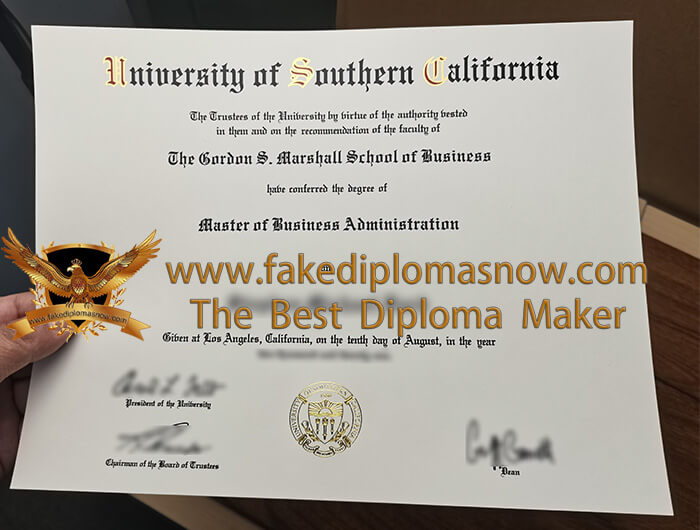 University of Southern California
The Trustees of the University by virtue of the authority vested
in them and on the recommendation of the faculty of
The Gordon S. Marshall School of Business
have conferred the degree of
Master of Business Administration
www.fakediplomasnow.com
The Best Diploma Maker
www.fakediplomasnow.com
Given at Los Angeles, California, on the tenth day of August, in the year
President of the University
Chairman of the Board of Trustees
Dean